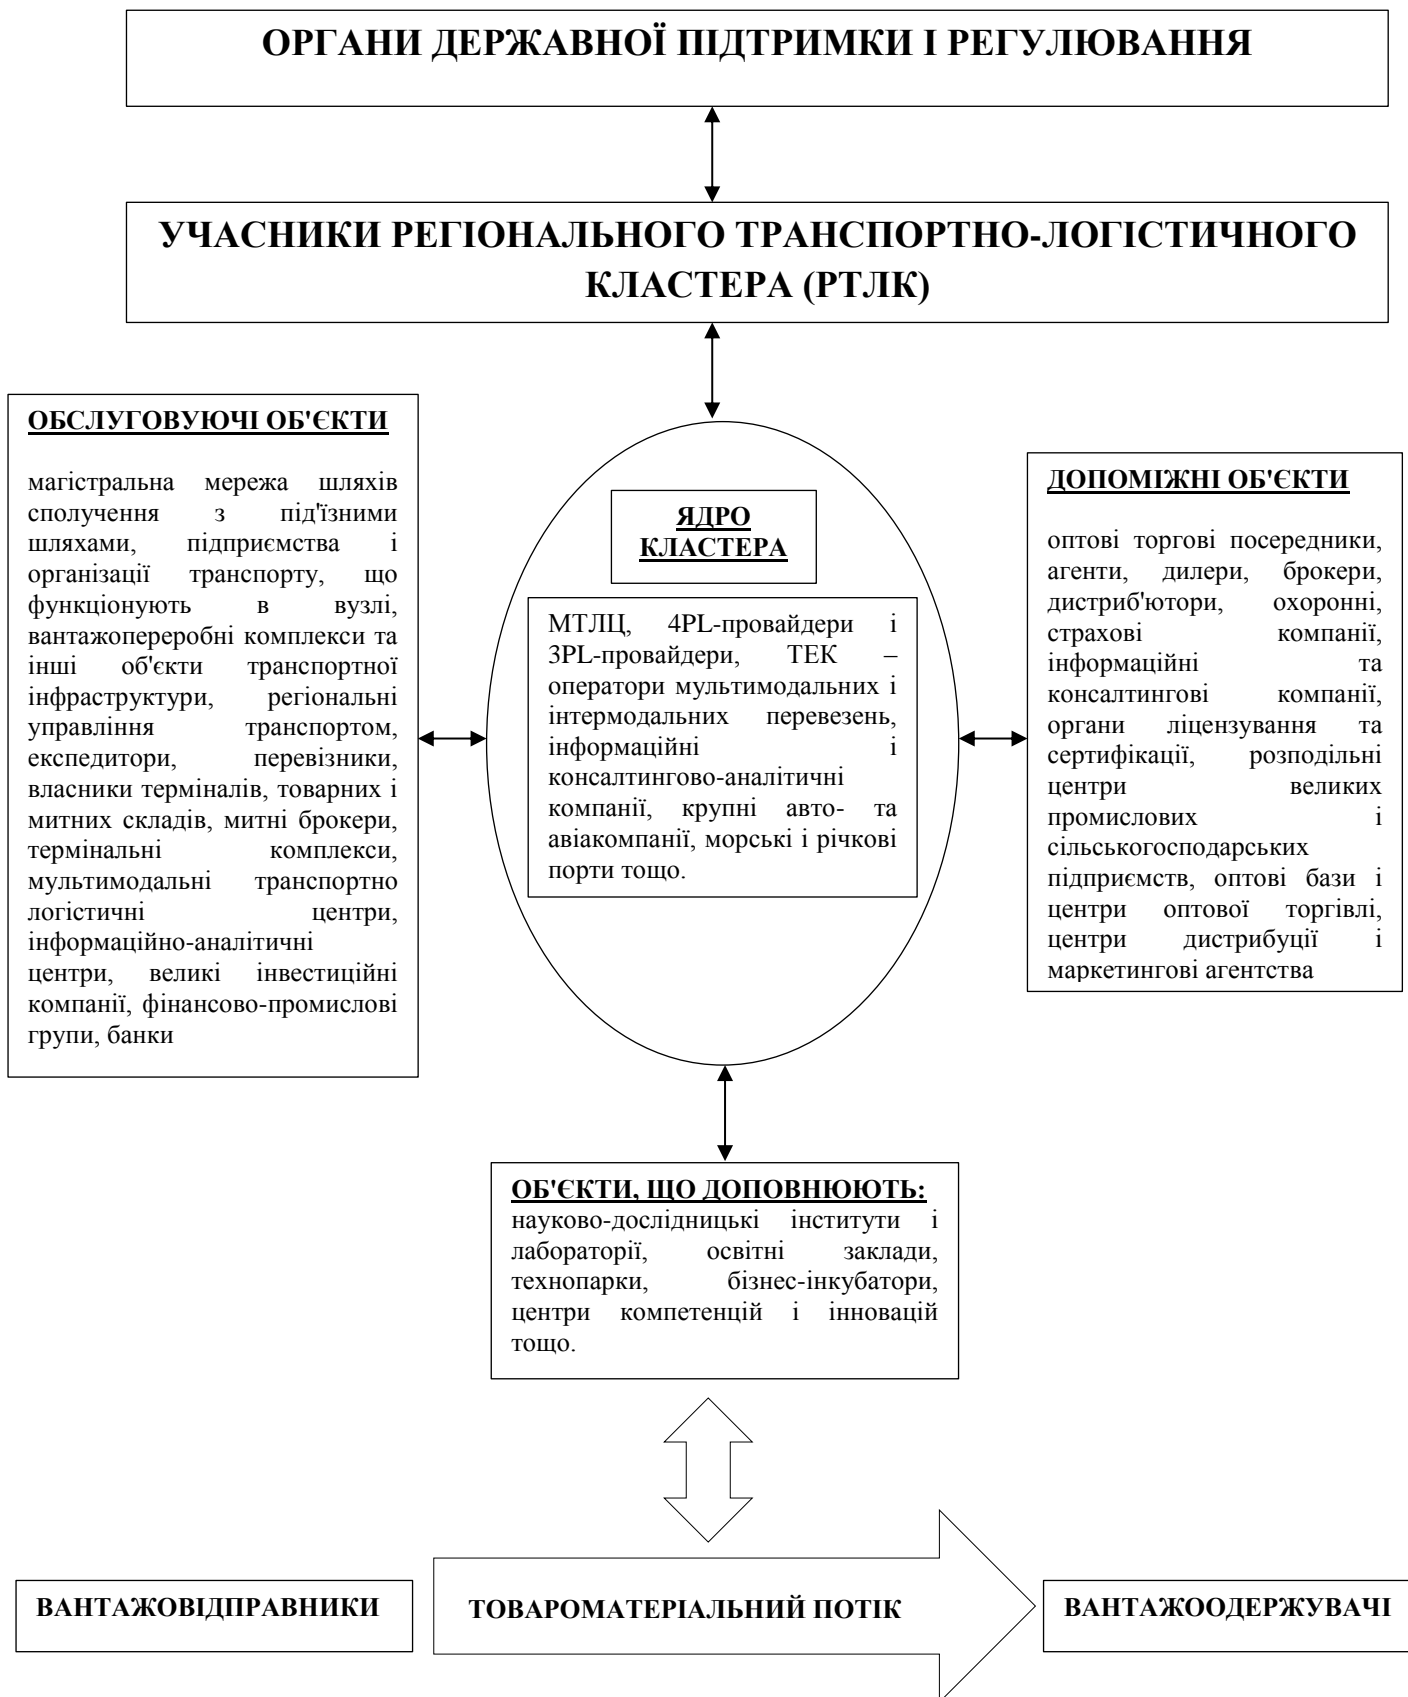 ОРГАНИ ДЕРЖАВНОЇ ПІДТРИМКИ І РЕГУЛЮВАННЯ
УЧАСНИКИ РЕГІОНАЛЬНОГО ТРАНСПОРТНО-ЛОГІСТИЧНОГО
КЛАСТЕРА (РТЛК)
ОБСЛУГОВУЮЧІ ОБ'ЄКТИ
магістральна мережа шляхів
сполучення з під'їзними
шляхами, підприємства і
організації транспорту, що
функціонують в вузлі,
вантажопереробні комплекси та
інші об'єкти транспортної
інфраструктури, регіональні
управління транспортом,
експедитори, перевізники,
власники терміналів, товарних і
митних складів, митні брокери,
термінальні комплекси,
мультимодальні транспортно
логістичні центри,
інформаційно-аналітичні
центри, великі інвестиційні
компанії, фінансово-промислові
групи, банки
ЯДРО
КЛАСТЕРА
МТЛЦ, 4PL-провайдери і
3PL-провайдери, ТЕК –
оператори мультимодальних і
інтермодальних перевезень,
інформаційні і
консалтингово-аналітичні
компанії, крупні авто- та
авіакомпанії, морські і річкові
порти тощо.
ДОПОМІЖНІ ОБ'ЄКТИ
оптові торгові посередники,
агенти, дилери, брокери,
дистриб'ютори, охоронні,
страхові компанії,
інформаційні та
консалтингові компанії,
органи ліцензування та
сертифікації, розподільні
центри великих
промислових і
сільськогосподарських
підприємств, оптові бази і
центри оптової торгівлі,
центри дистрибуції і
маркетингові агентства
ОБ'ЄКТИ, ЩО ДОПОВНЮЮТЬ:
науково-дослідницькі інститути і
лабораторії, освітні заклади,
технопарки, бізнес-інкубатори,
центри компетенцій і інновацій
тощо.
ВАНТАЖОВІДПРАВНИКИ
ТОВАРОМАТЕРІАЛЬНИЙ ПОТІК
ВАНТАЖООДЕРЖУВАЧІ